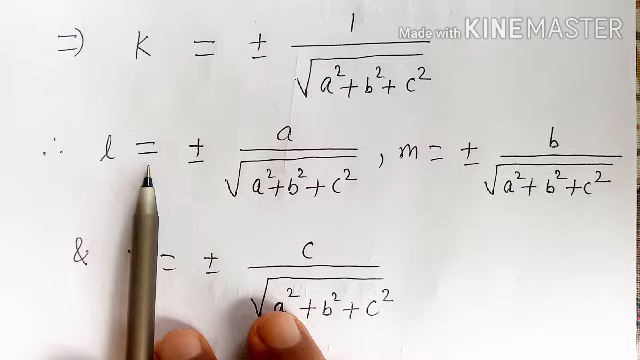 Made with KINEMASTER
⇒ K = ± 1/√(a²+b²+c²)
∴ l = ± a/√(a²+b²+c²), m = ± b/√(a²+b²+c²)
& = ± c/√(a²+b²+c²)